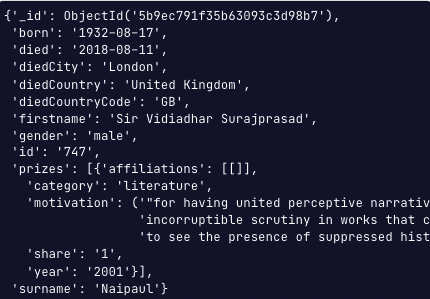 {'_id': ObjectId('5b9ec791f35b63093c3d98b7'),
 'born': '1932-08-17',
 'died': '2018-08-11',
 'diedCity': 'London',
 'diedCountry': 'United Kingdom',
 'diedCountryCode': 'GB',
 'firstname': 'Sir Vidiadhar Surajprasad',
 'gender': 'male',
 'id': '747',
 'prizes': [{'affiliations': [[]],
   'category': 'literature',
   'motivation': ('"for having united perceptive narrativ
                  'incorruptible scrutiny in works that c
                  'to see the presence of suppressed hist
   'share': '1',
   'year': '2001'}],
 'surname': 'Naipaul'}